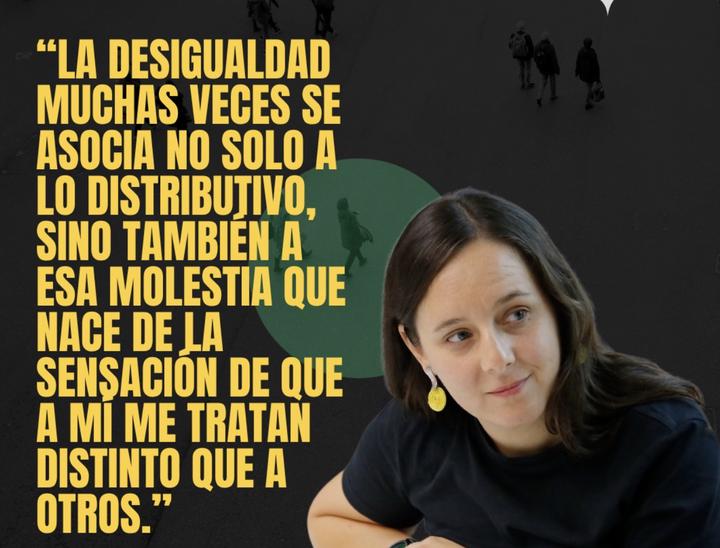 “LA DESIGUALDAD
MUCHAS VECES SE
ASOCIA NO SOLO A
LO DISTRIBUTIVO,
SINO TAMBIÉN A
ESA MOLESTIA QUE
NACE DE LA
SENSACIÓN DE QUE
A MÍ ME TRATAN
DISTINTO QUE A
OTROS.”